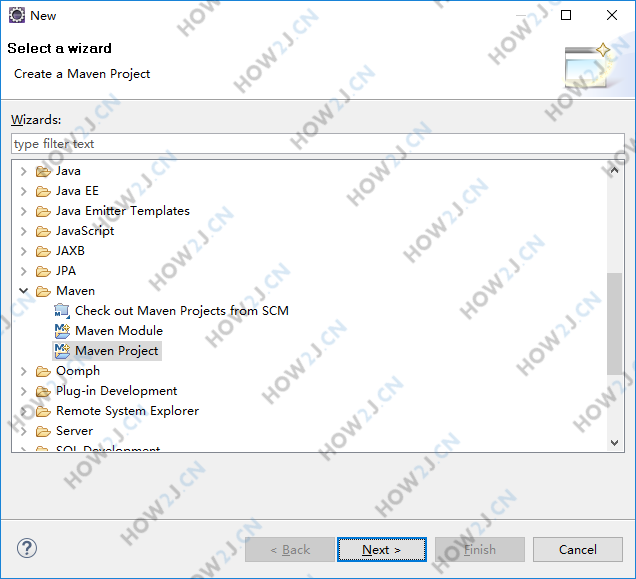 New
Select a wizard
Create a Maven Project
Wizards:
type filter text
Java
Java EE
Java Emitter Templates
JavaScript
JAXB
JPA
Maven
Check out Maven Projects from SCM
Maven Module
Maven Project
Oomph
Plug-in Development
Remote System Explorer
Server
SQL Development
?
< Back
Next >
Finish
Cancel
HOW2J.CN